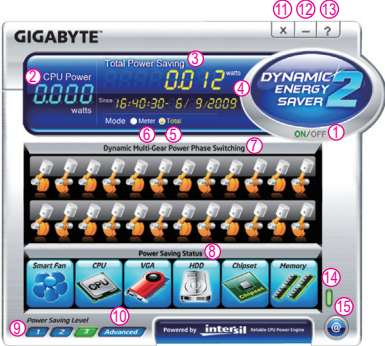 ⑪ ⑫ ⑬
X – ?
GIGABYTE™
Total Power Saving
② CPU Power
③
0.012 watts
0.000
watts
④
Since 16:40:30- 6/ 9/2009
Mode Meter Total
⑥ ⑤
DYNAMIC
ENERGY
SAVER 2
ON/OFF ①
Dynamic Multi-Gear Power Phase Switching ⑦
Power Saving Status ⑧
Smart Fan CPU VGA HDD Chipset Memory
CPU
Chipset
⑭
⑩
⑮
Power Saving Level
⑨ 1 2 3 Advanced
Powered by intersil Reliable CPU Power Engine
@